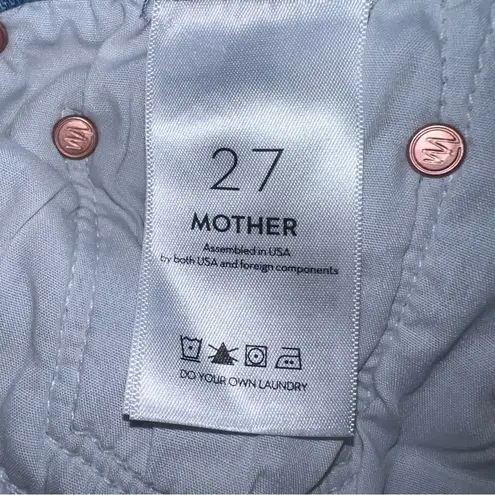 27
MOTHER
Assembled in USA
by both USA and foreign components
DO YOUR OWN LAUNDRY